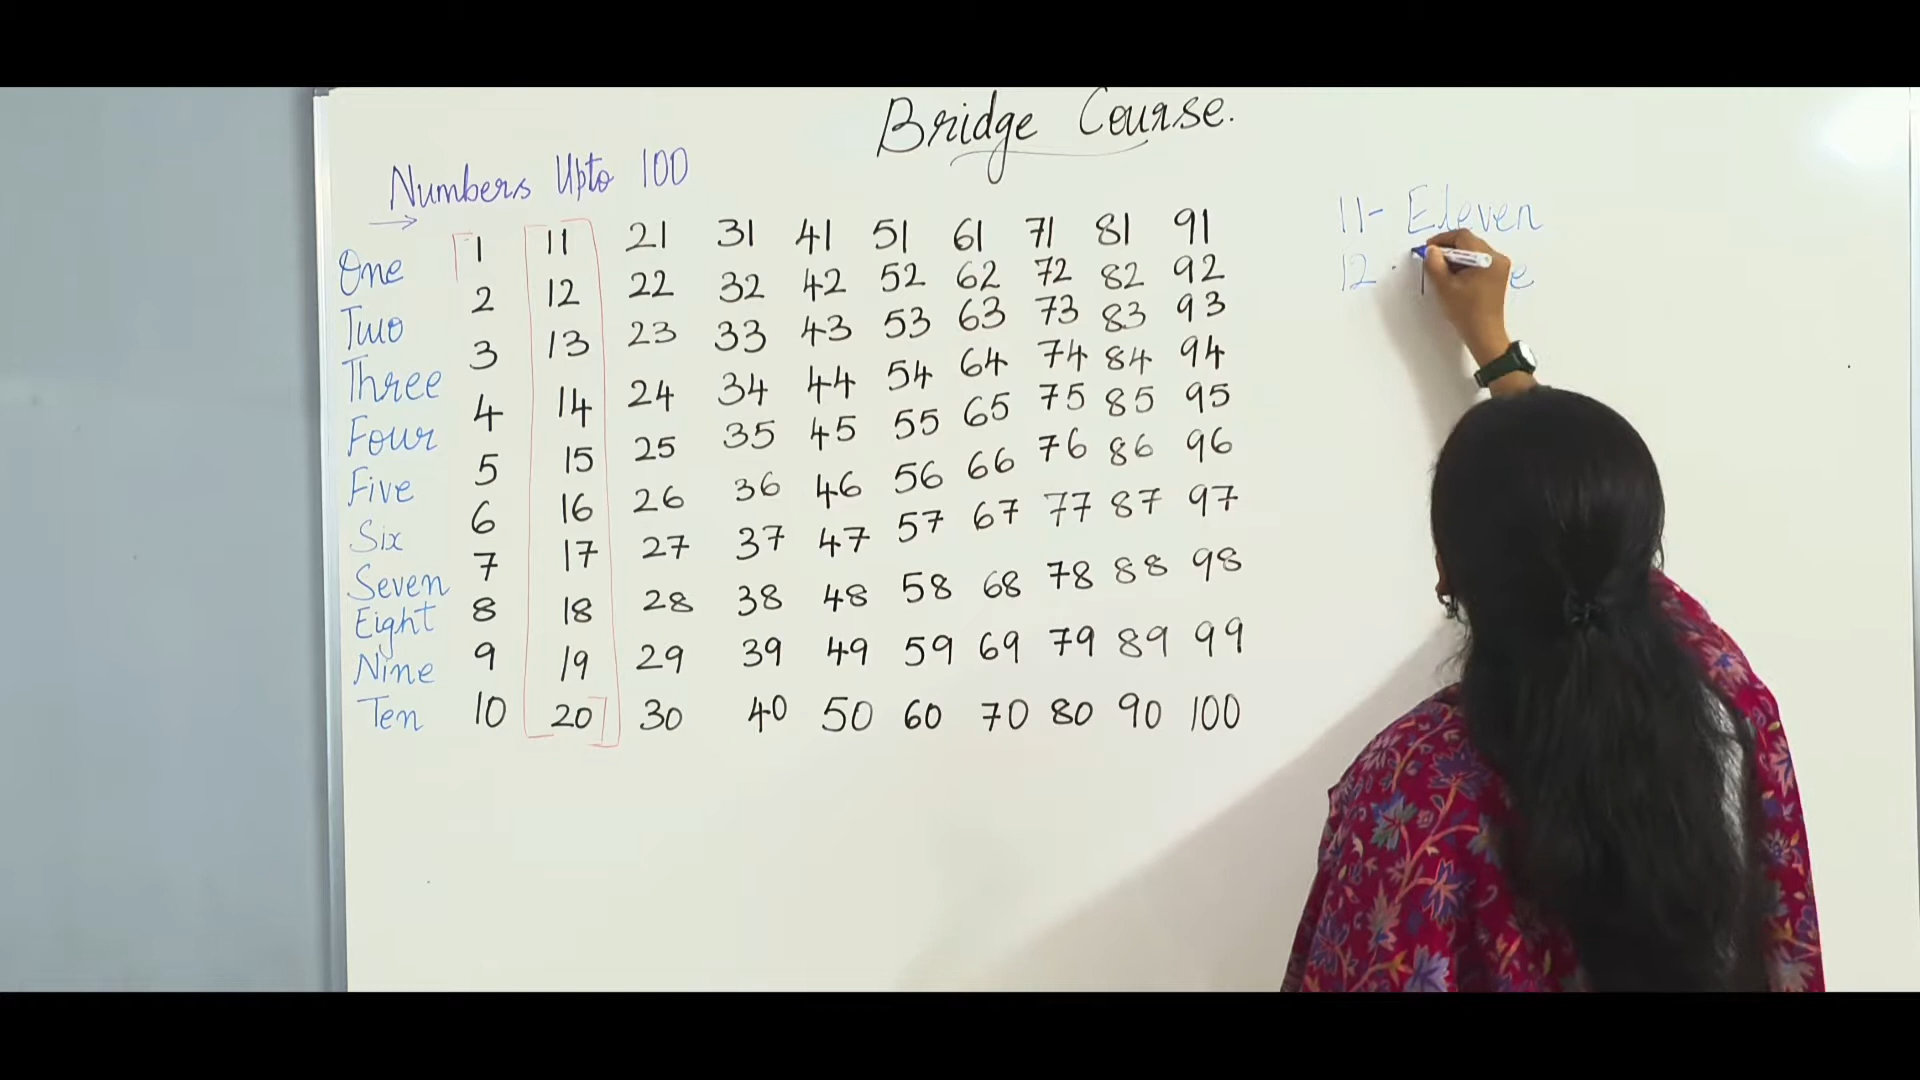 Bridge Course.
Numbers Upto 100
One 1 11 21 31 41 51 61 71 81 91
Two 2 12 22 32 42 52 62 72 82 92
Three 3 13 23 33 43 53 63 73 83 93
Four 4 14 24 34 44 54 64 74 84 94
Five 5 15 25 35 45 55 65 75 85 95
Six 6 16 26 36 46 56 66 76 86 96
Seven 7 17 27 37 47 57 67 77 87 97
Eight 8 18 28 38 48 58 68 78 88 98
Nine 9 19 29 39 49 59 69 79 89 99
Ten 10 20 30 40 50 60 70 80 90 100
11- Eleven
12